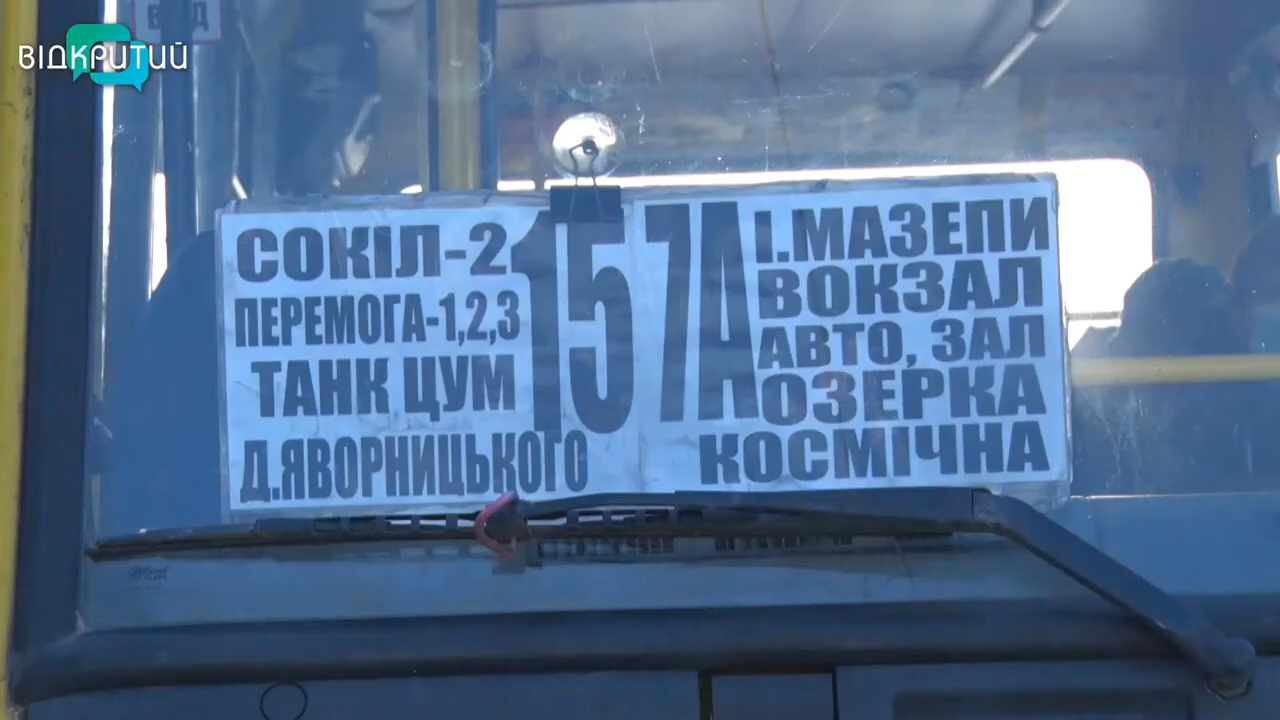 ВІДКРИТИЙ
СОКІЛ-2
ПЕРЕМОГА-1,2,3
ТАНК ЦУМ
Д.ЯВОРНИЦЬКОГО
157А
І.МАЗЕПИ
ВОКЗАЛ
АВТО, ЗАЛ
ОЗЕРКА
КОСМІЧНА